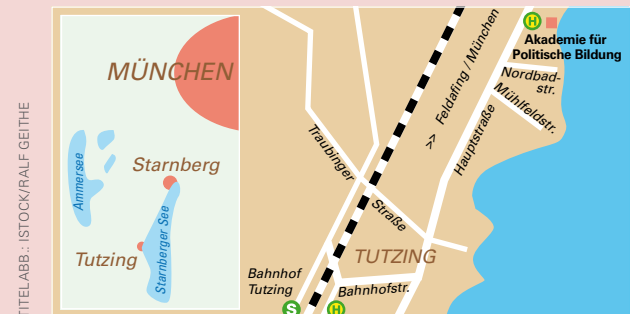 TITELABB.: ISTOCK/RALF GEITHE
MÜNCHEN
Starnberg
Ammersee
Starnberger See
Tutzing
H
Akademie für
Politische Bildung
Nordbad-
str.
Mühlfeldstr.
>> Feldafing / München
Hauptstraße
Traubinger
Straße
TUTZING
Bahnhof
Tutzing
Bahnhofstr.
S
H